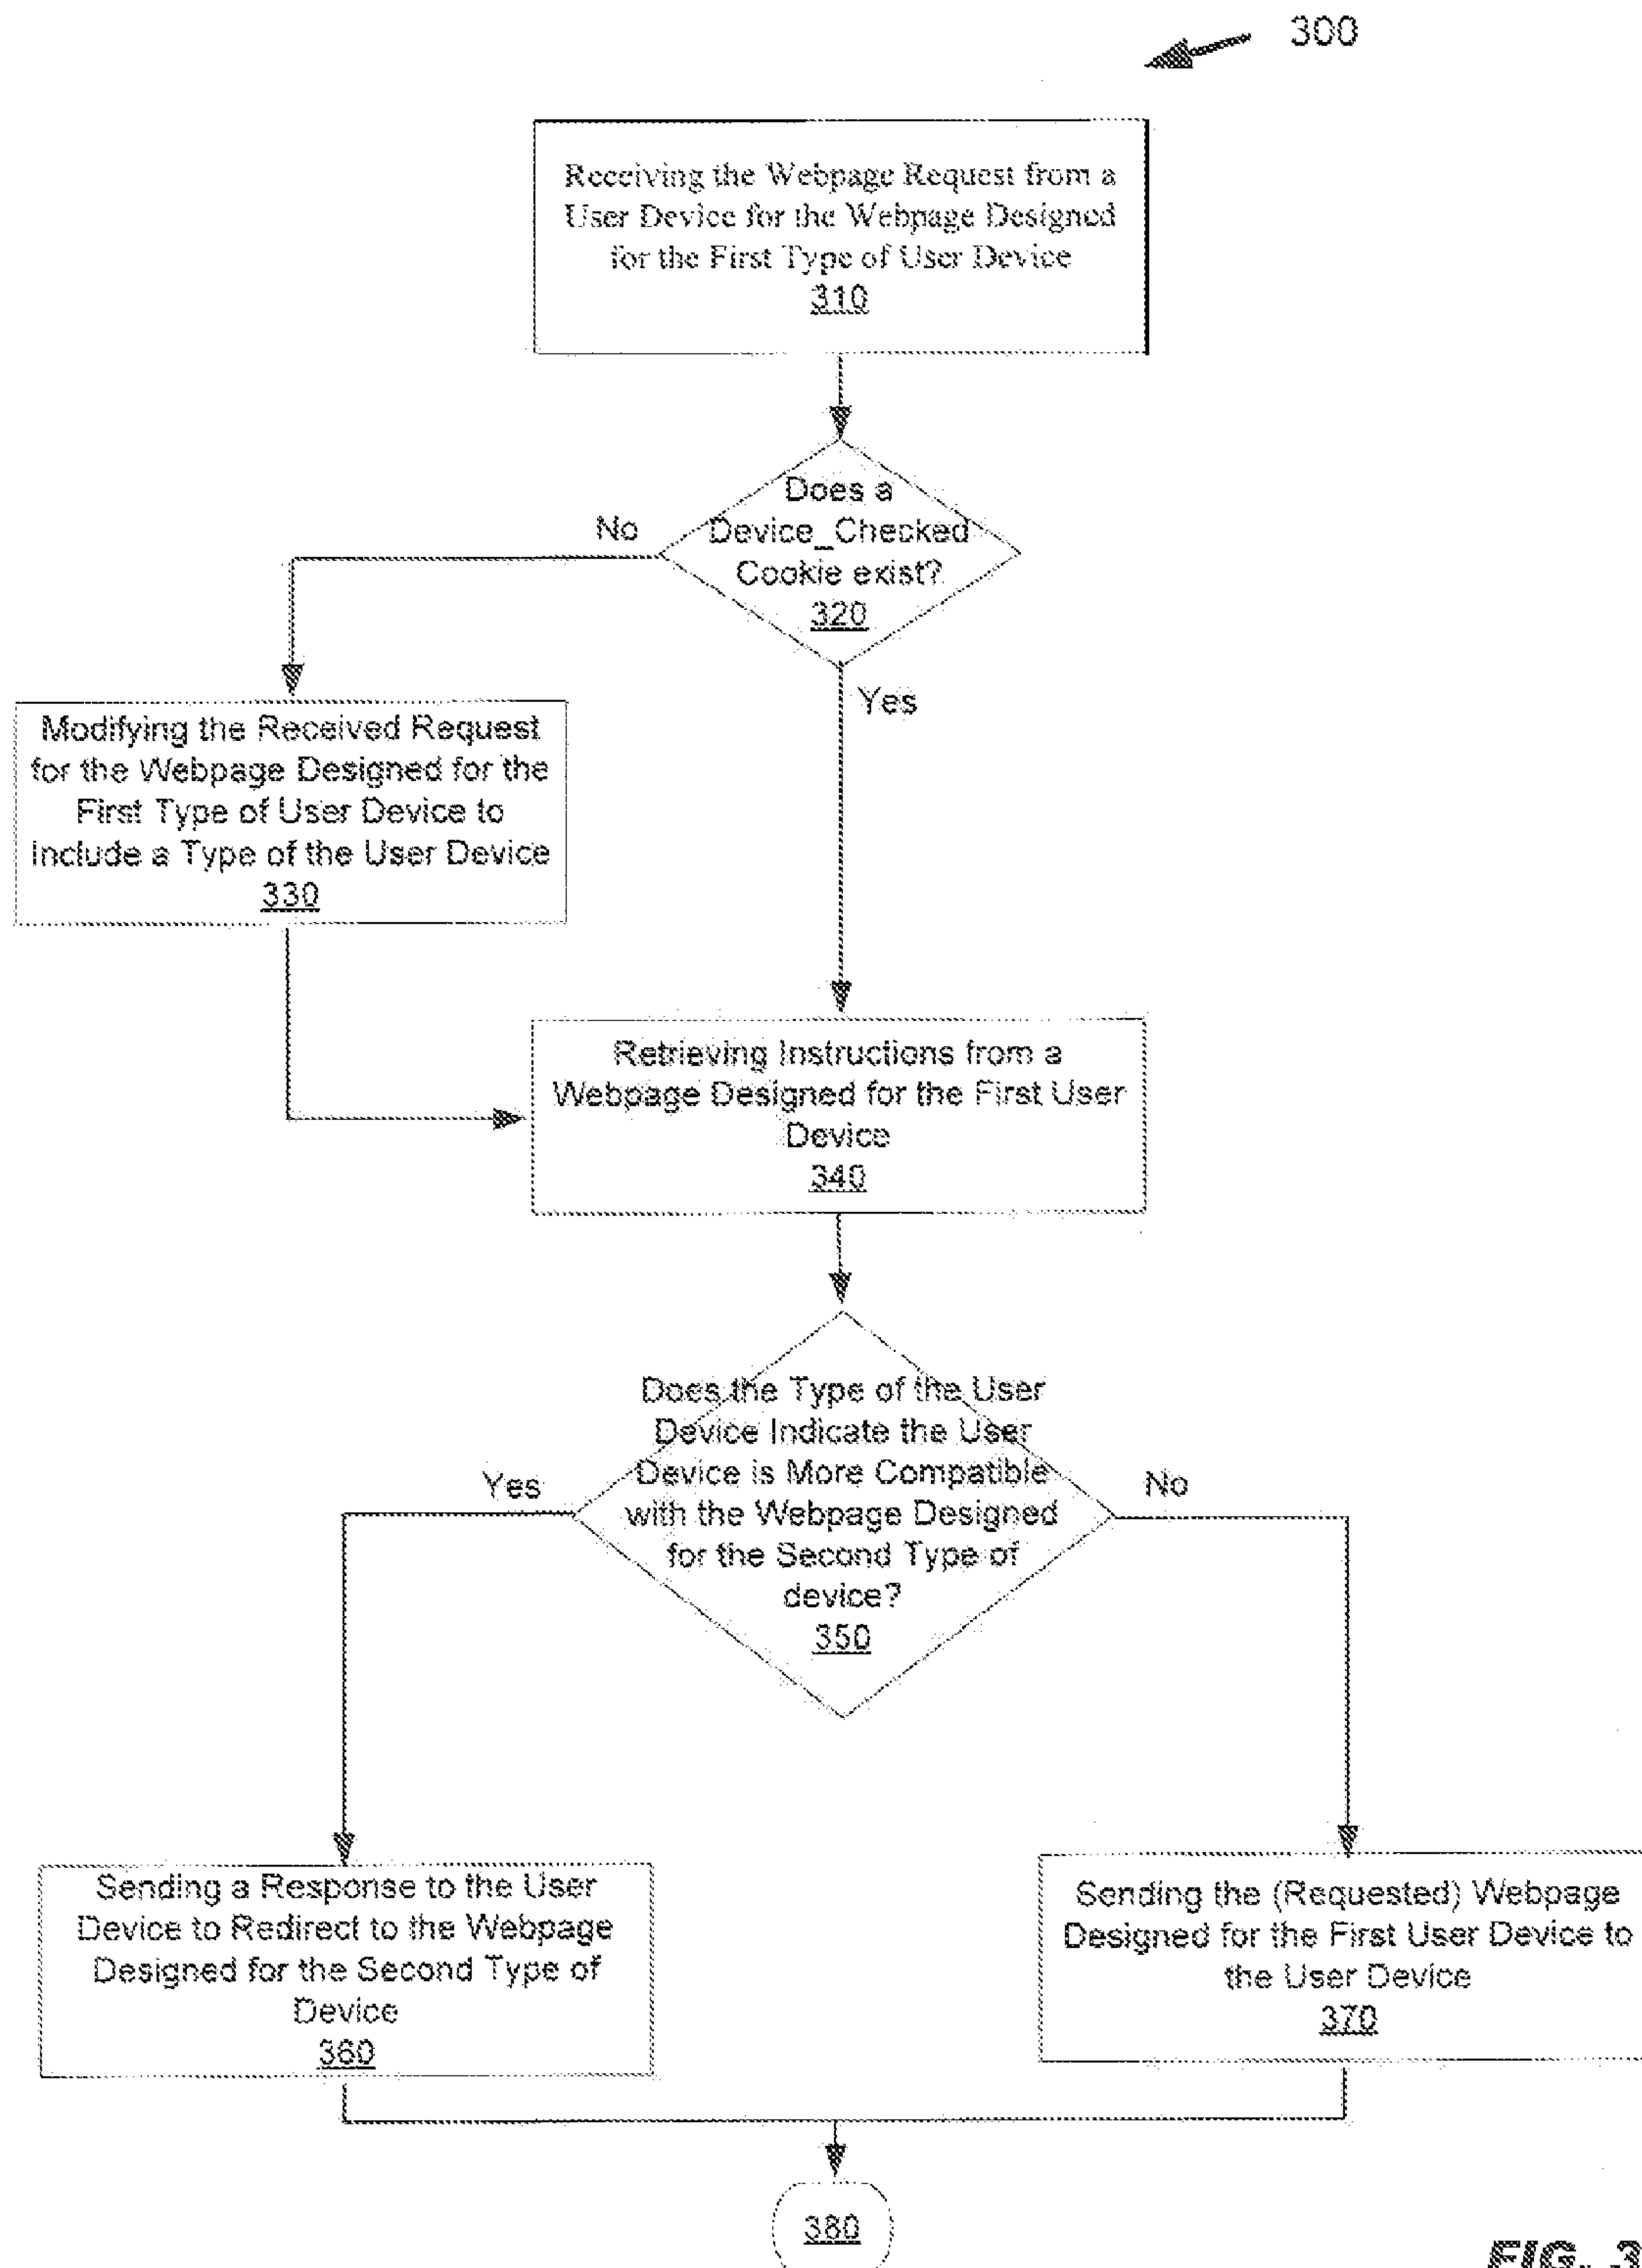 300
Receiving the Webpage Request from a
User Device for the Webpage Designed
for the First Type of User Device
310
Does a
Device_Checked
Cookie exist?
320
No
Yes
Modifying the Received Request
for the Webpage Designed for the
First Type of User Device to
Include a Type of the User Device
330
Retrieving Instructions from a
Webpage Designed for the First User
Device
340
Does the Type of the User
Device Indicate the User
Device is More Compatible
with the Webpage Designed
for the Second Type of
device?
350
Yes
No
Sending a Response to the User
Device to Redirect to the Webpage
Designed for the Second Type of
Device
360
Sending the (Requested) Webpage
Designed for the First User Device to
the User Device
370
380
FIG. 3